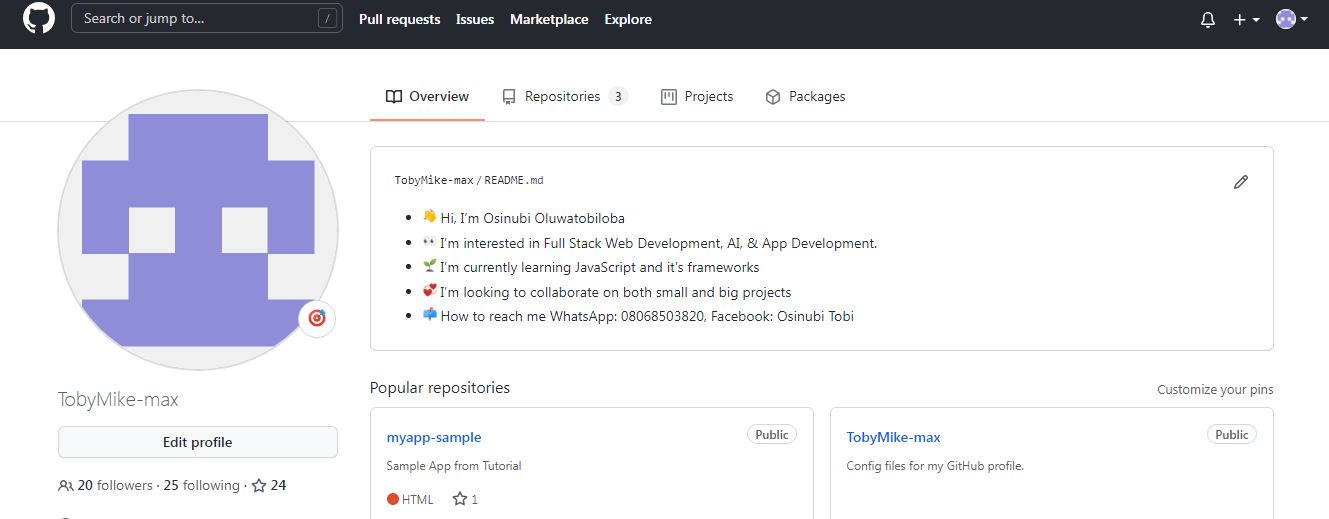 Search or jump to... /
Pull requests
Issues
Marketplace
Explore
Overview
Repositories 3
Projects
Packages
TobyMike-max / README.md
👋 Hi, I’m Osinubi Oluwatobiloba
👀 I’m interested in Full Stack Web Development, AI, & App Development.
🌱 I’m currently learning JavaScript and it's frameworks
💞️ I’m looking to collaborate on both small and big projects
📫 How to reach me WhatsApp: 08068503820, Facebook: Osinubi Tobi
TobyMike-max
Edit profile
20 followers · 25 following · 24
Popular repositories
Customize your pins
myapp-sample
Public
Sample App from Tutorial
HTML 1
TobyMike-max
Public
Config files for my GitHub profile.